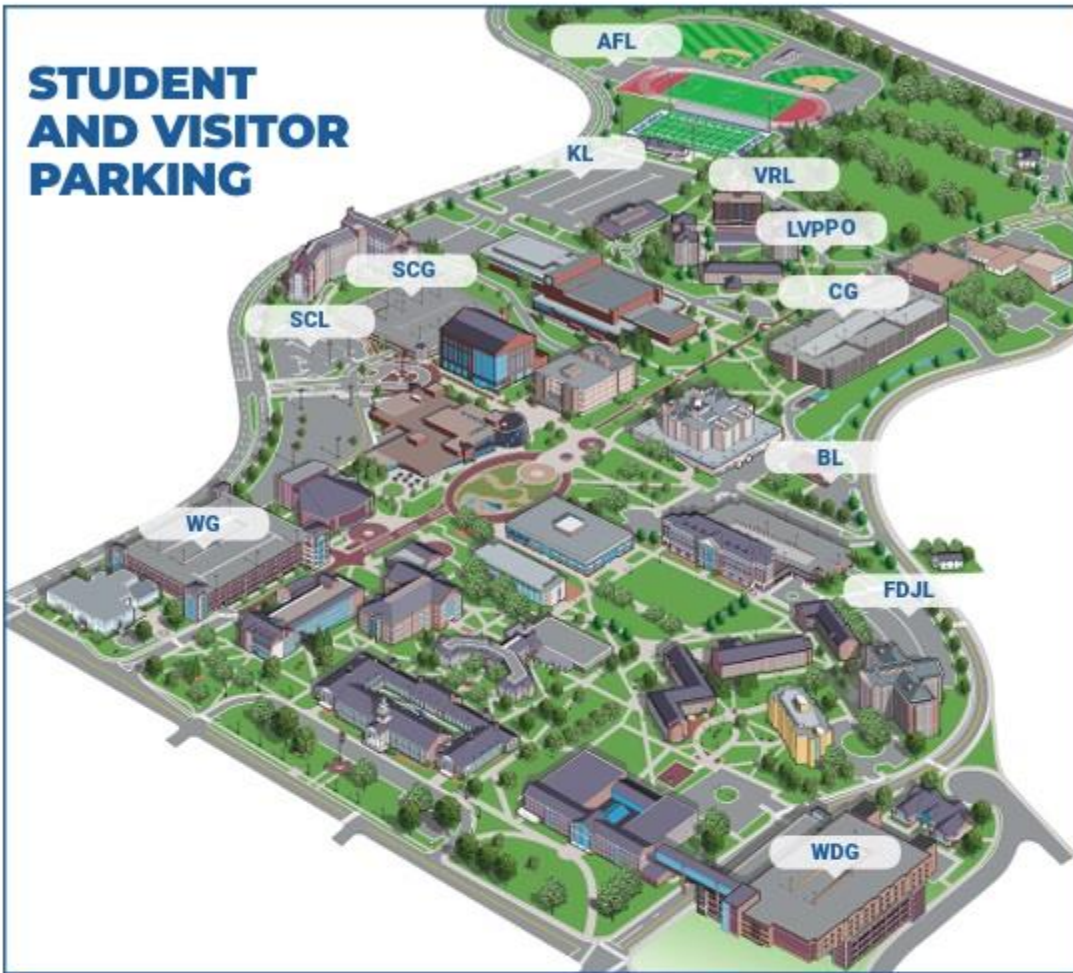 STUDENT
AND VISITOR
PARKING
AFL
KL
VRL
LVPPO
SCG
CG
SCL
BL
WG
FDJL
WDG